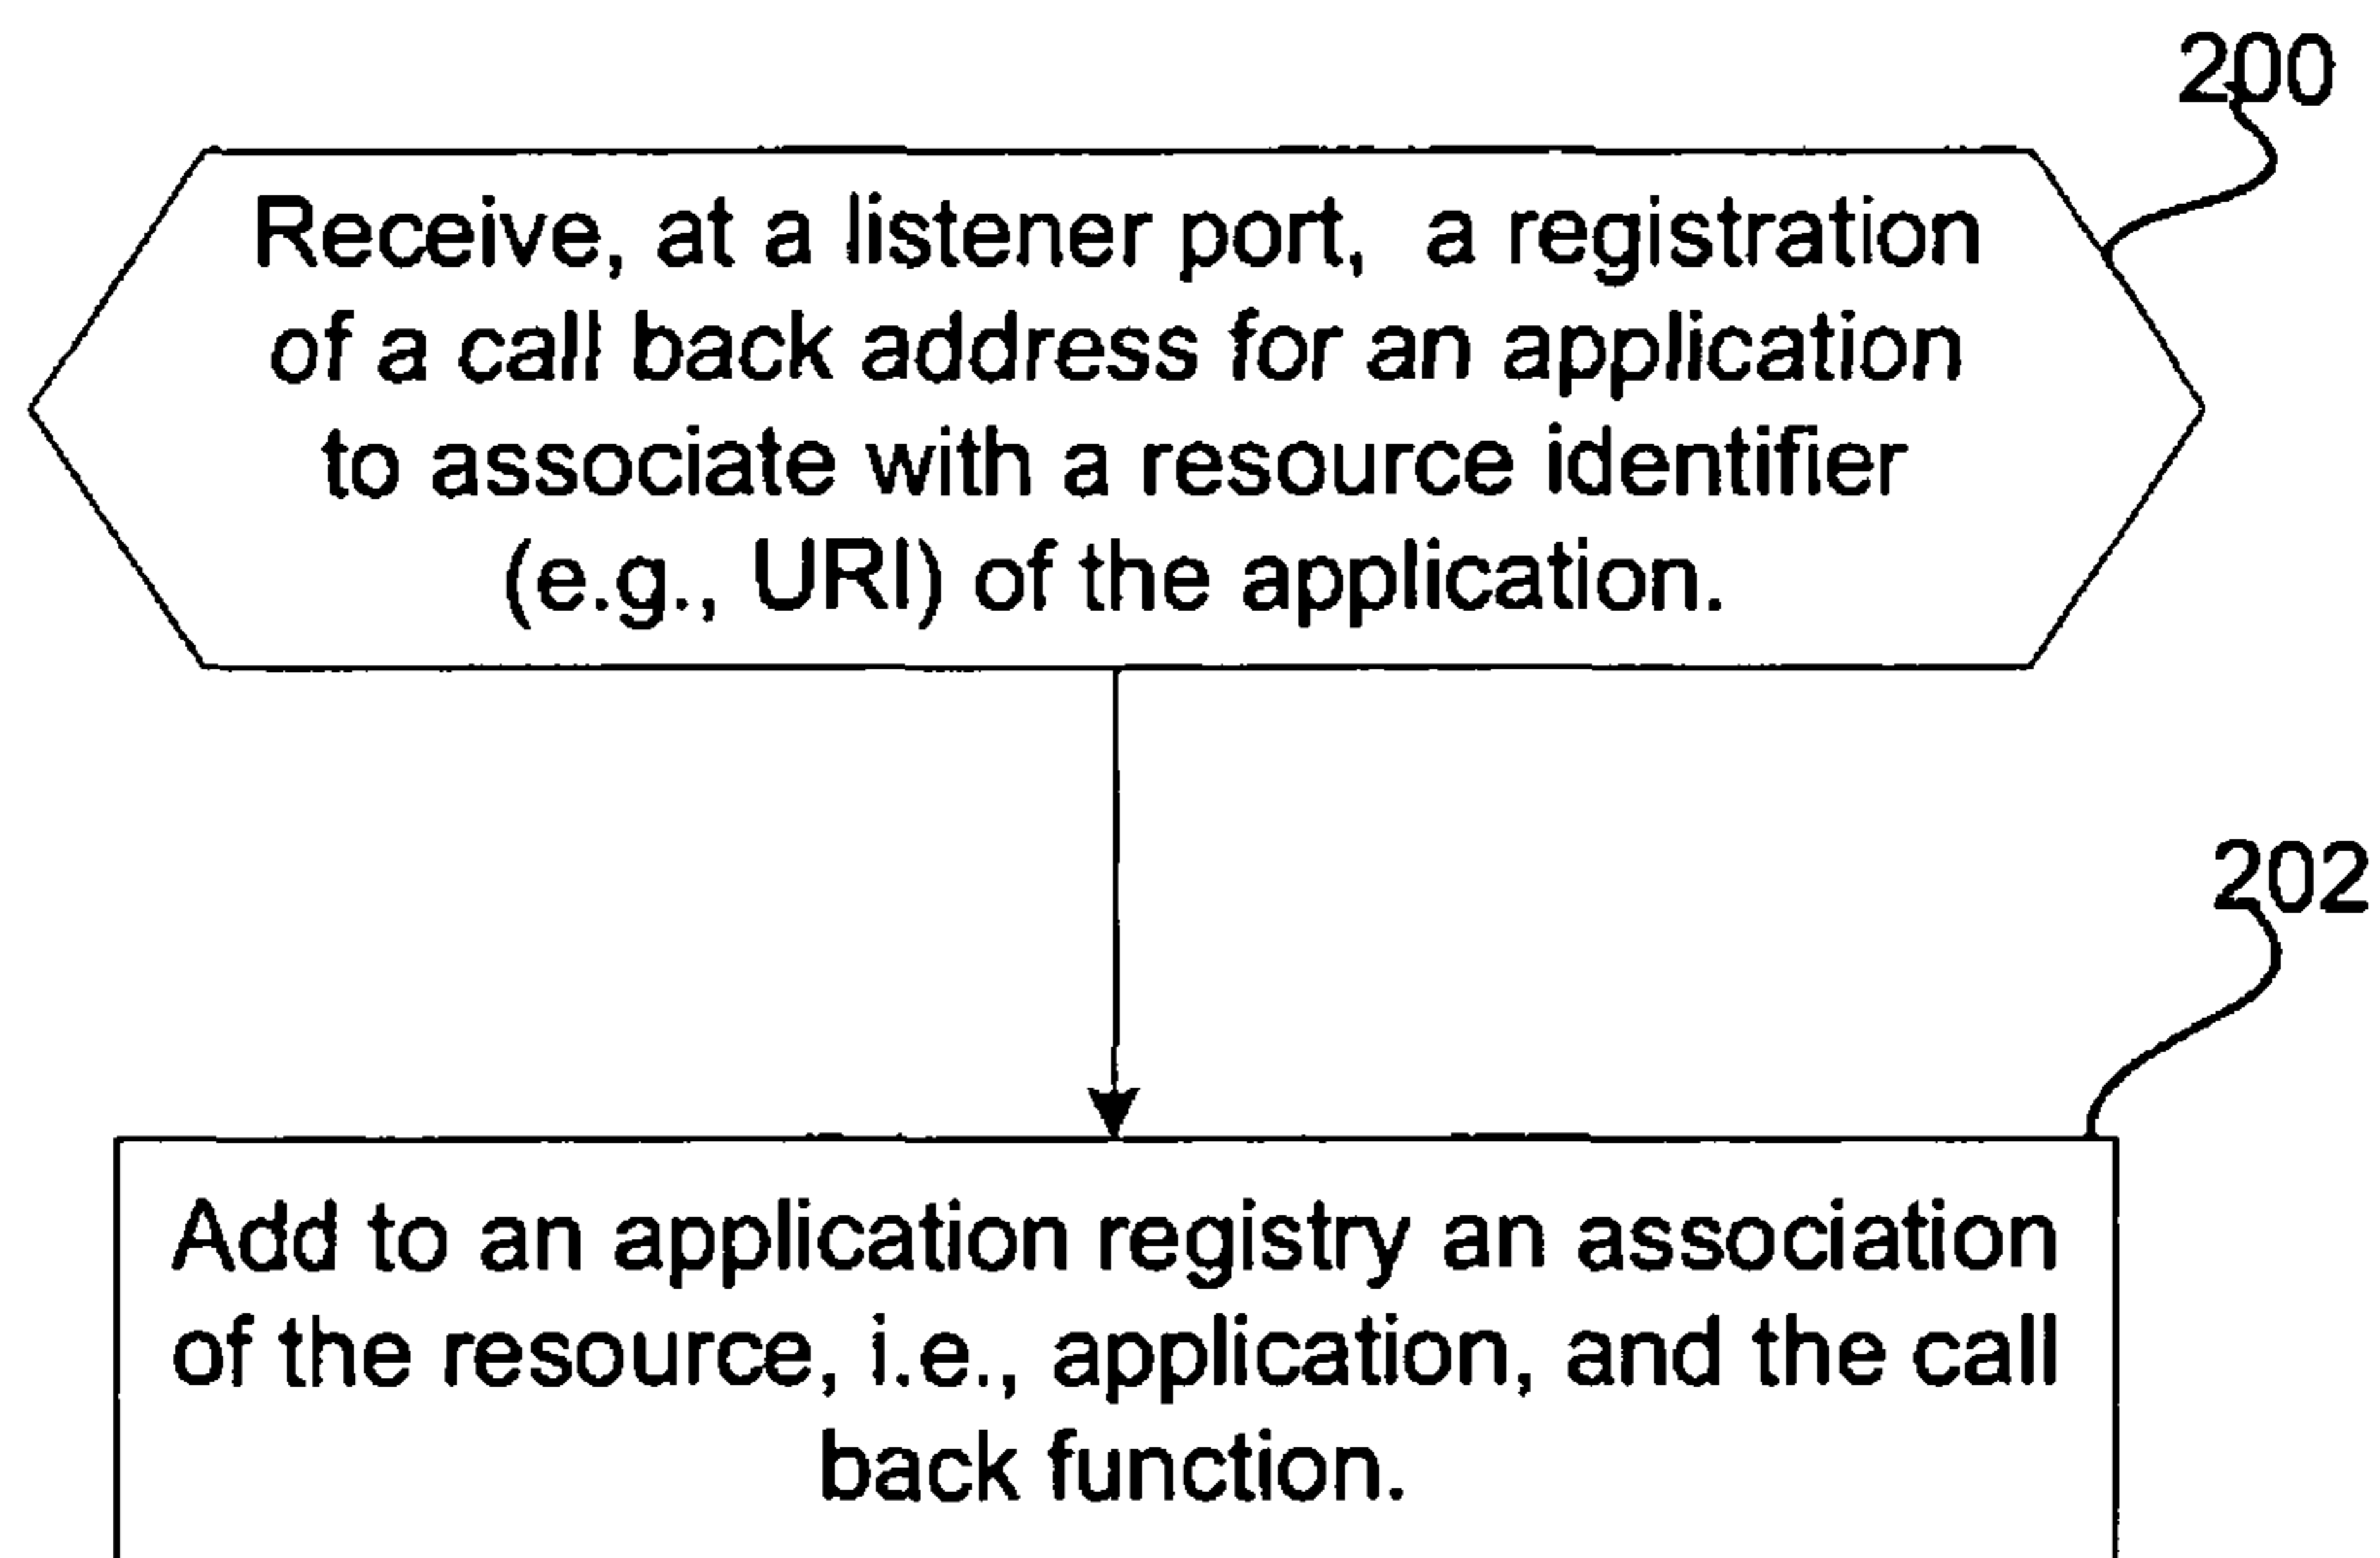 200
Receive, at a listener port, a registration
of a call back address for an application
to associate with a resource identifier
(e.g., URI) of the application.
202
Add to an application registry an association
of the resource, i.e., application, and the call
back function.